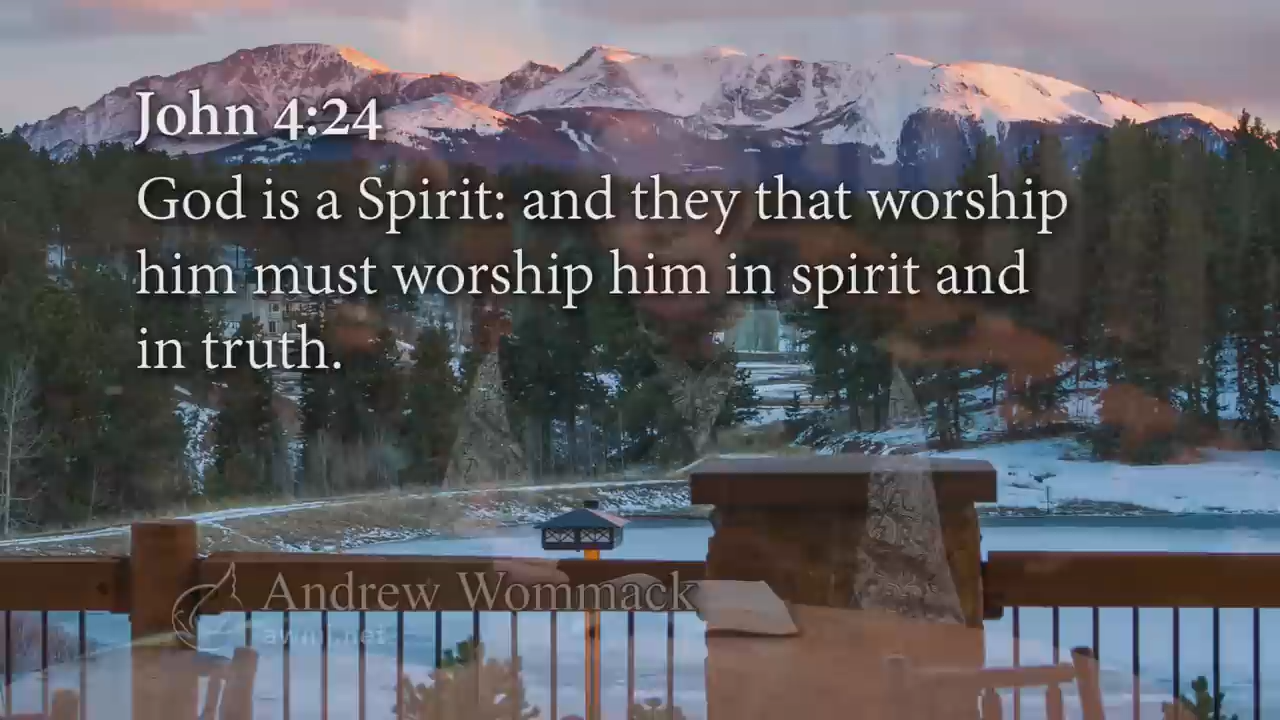 John 4:24
God is a Spirit: and they that worship
him must worship him in spirit and
in truth.
Andrew Wommack
awmi.net